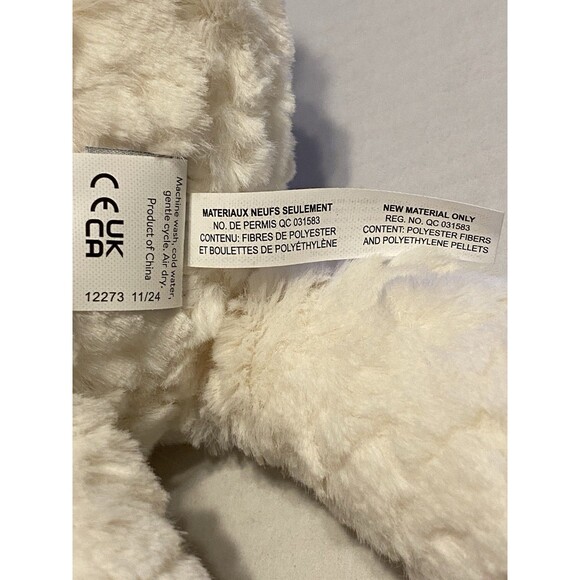 Machine wash, cold water,
gentle cycle. Air dry.
Product of China
CE UK
CA
12273 11/24
MATERIAUX NEUFS SEULEMENT
NO. DE PERMIS QC 031583
CONTENU: FIBRES DE POLYESTER
ET BOULETTES DE POLYÉTHYLÈNE
NEW MATERIAL ONLY
REG. NO. QC 031583
CONTENT: POLYESTER FIBERS
AND POLYETHYLENE PELLETS